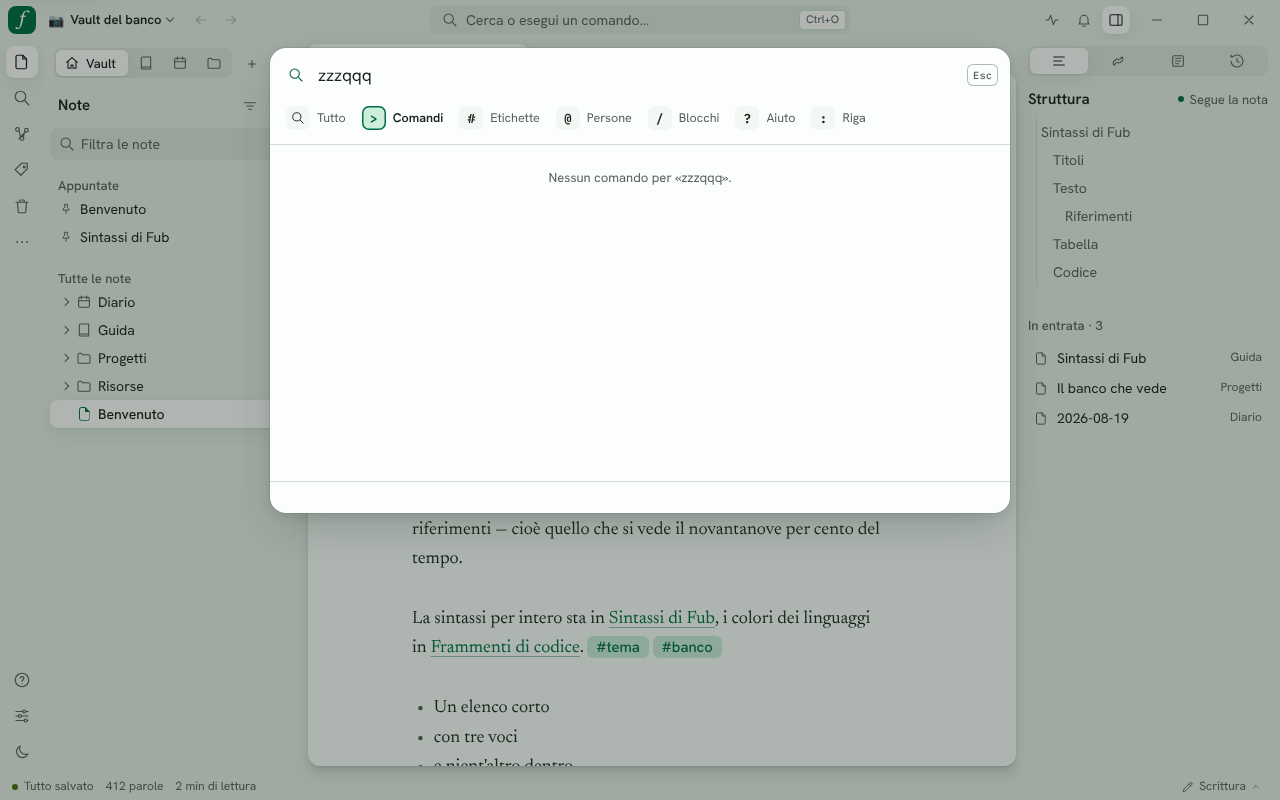 Vault del banco
Cerca o esegui un comando…
Ctrl+O
Vault
Note
Filtra le note
Appuntate
Benvenuto
Sintassi di Fub
Tutte le note
Diario
Guida
Progetti
Risorse
Benvenuto
zzzqqq
Esc
Tutto
> Comandi
# Etichette
@ Persone
/ Blocchi
? Aiuto
: Riga
Nessun comando per «zzzqqq».
riferimenti — cioè quello che si vede il novantanove per cento del
tempo.
La sintassi per intero sta in Sintassi di Fub, i colori dei linguaggi
in Frammenti di codice. #tema #banco
• Un elenco corto
• con tre voci
• e nient'altro dentro
Struttura
Segue la nota
Sintassi di Fub
Titoli
Testo
Riferimenti
Tabella
Codice
In entrata · 3
Sintassi di Fub Guida
Il banco che vede Progetti
2026-08-19 Diario
Tutto salvato 412 parole 2 min di lettura
Scrittura